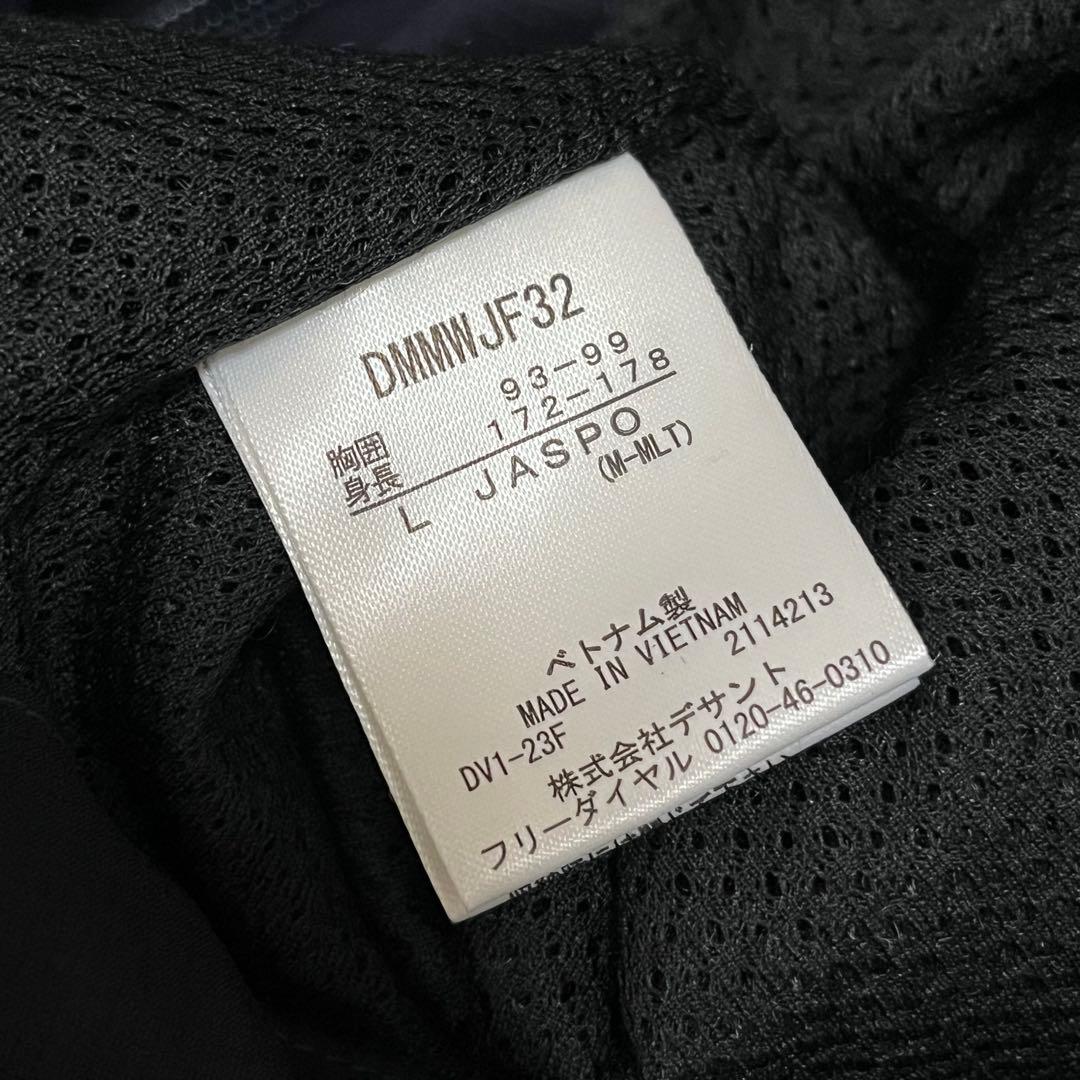 DMMWJF32
胸囲 93-99
身長 172-178
L JASPO
(M-MLT)
ベトナム製
MADE IN VIETNAM
DV1-23F 2114213
株式会社デサント
フリーダイヤル 0120-46-0310